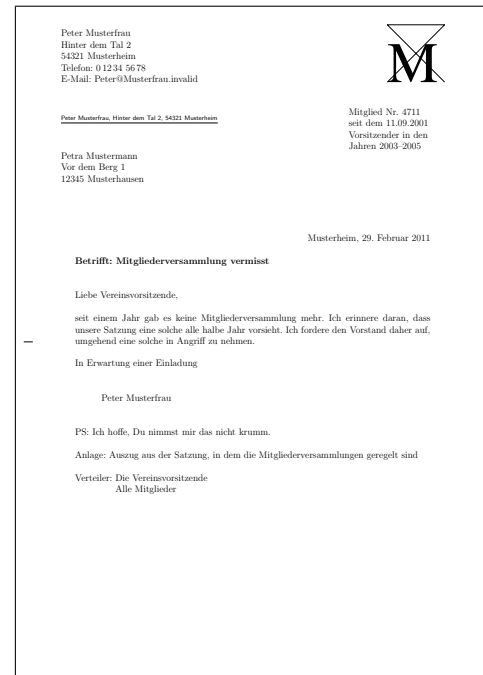 Peter Musterfrau
Hinter dem Tal 2
54321 Musterheim
Telefon: 0 12 34 56 78
E-Mail: Peter@Musterfrau.invalid
M
Peter Musterfrau, Hinter dem Tal 2, 54321 Musterheim
Mitglied Nr. 4711
seit dem 11.09.2001
Vorsitzender in den
Jahren 2003–2005
Petra Mustermann
Vor dem Berg 1
12345 Musterhausen
Musterheim, 29. Februar 2011
Betrifft: Mitgliederversammlung vermisst
Liebe Vereinsvorsitzende,
seit einem Jahr gab es keine Mitgliederversammlung mehr. Ich erinnere daran, dass
unsere Satzung eine solche alle halbe Jahr vorsieht. Ich fordere den Vorstand daher auf,
umgehend eine solche in Angriff zu nehmen.
In Erwartung einer Einladung
Peter Musterfrau
PS: Ich hoffe, Du nimmst mir das nicht krumm.
Anlage: Auszug aus der Satzung, in dem die Mitgliederversammlungen geregelt sind
Verteiler: Die Vereinsvorsitzende
Alle Mitglieder